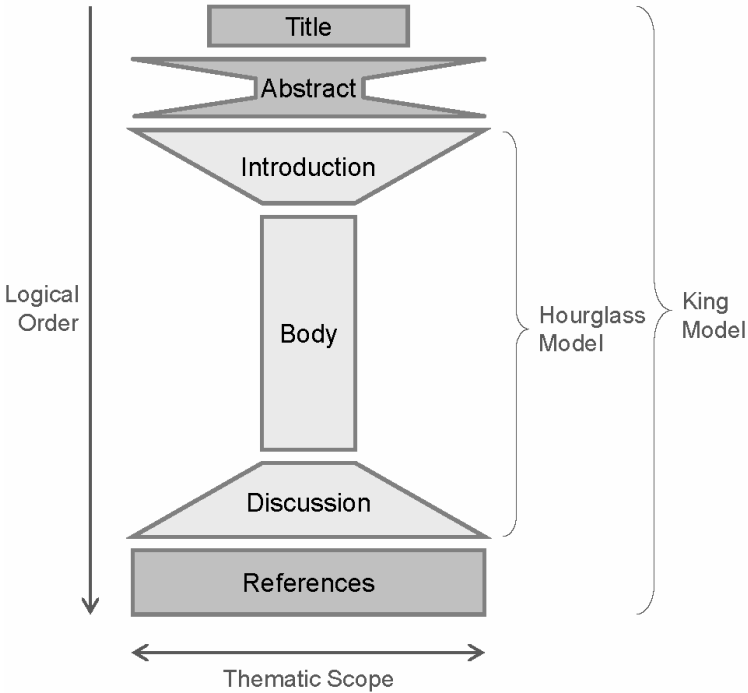 Title
Abstract
Introduction
Logical
Order
Body
Hourglass
Model
King
Model
Discussion
References
Thematic Scope